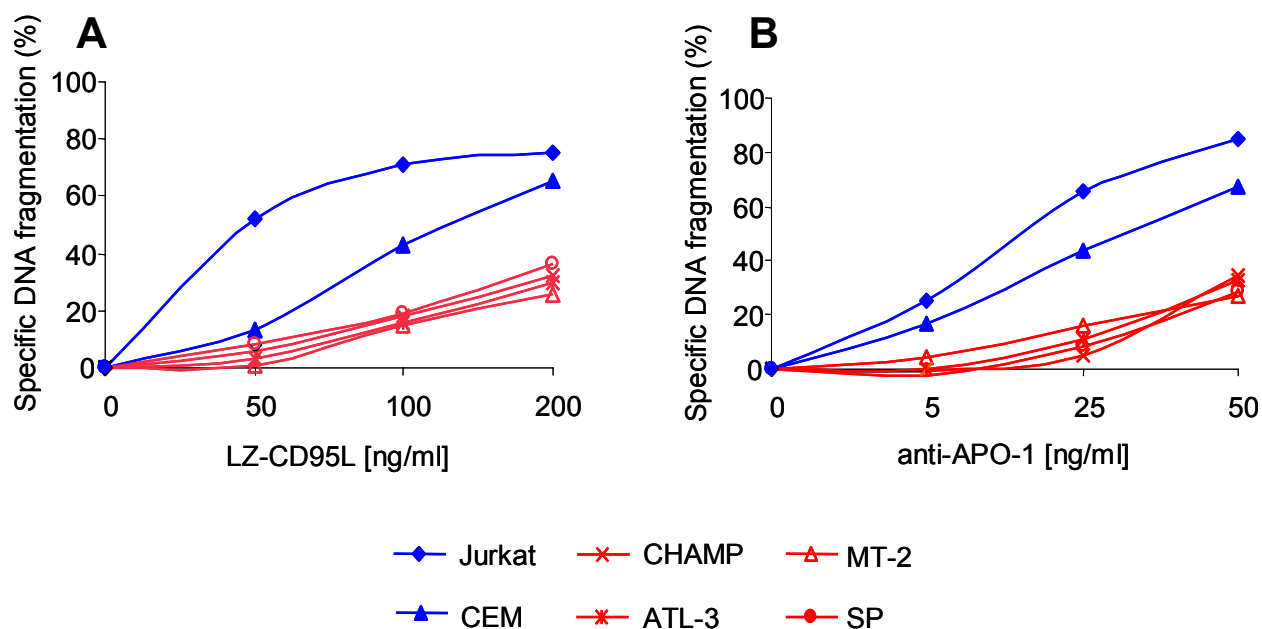 A
Specific DNA fragmentation (%)
100
80
60
40
20
0
0 50 100 200
LZ-CD95L [ng/ml]
B
Specific DNA fragmentation (%)
100
80
60
40
20
0
0 5 25 50
anti-APO-1 [ng/ml]
Jurkat CHAMP MT-2
CEM ATL-3 SP